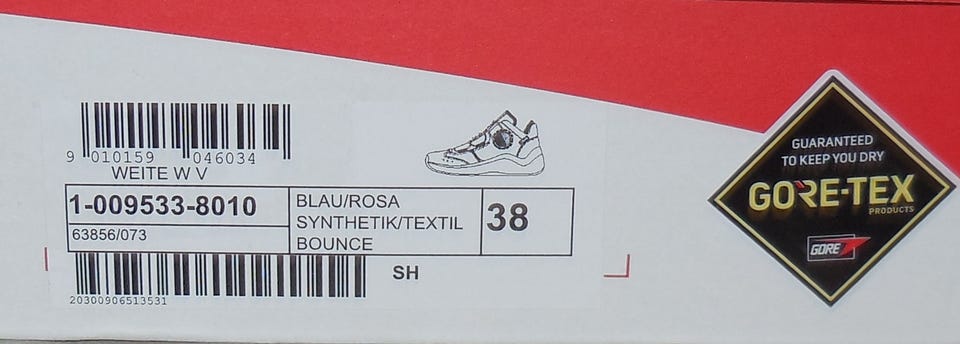 9 010159 046034
WEITE W V
1-009533-8010
63856/073
BLAU/ROSA
SYNTHETIK/TEXTIL
BOUNCE
38
20300906513531
SH
GUARANTEED
TO KEEP YOU DRY
GORE-TEX
PRODUCTS
GORE